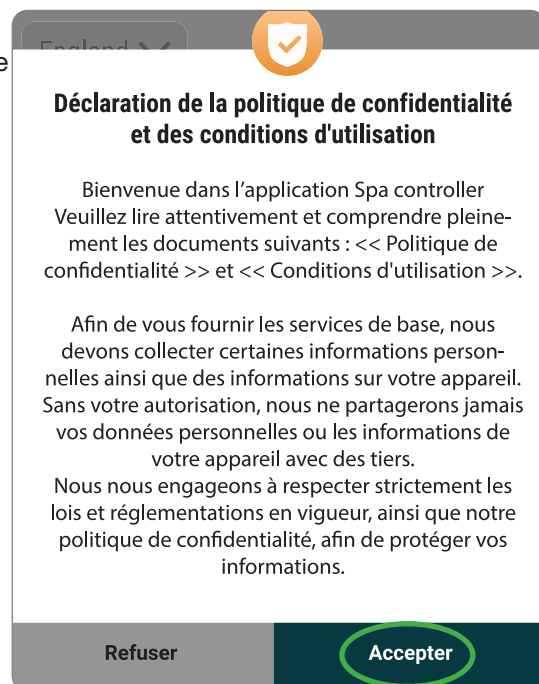 England
e
Déclaration de la politique de confidentialité
et des conditions d'utilisation
Bienvenue dans l’application Spa controller
Veuillez lire attentivement et comprendre pleine-
ment les documents suivants : << Politique de
confidentialité >> et << Conditions d'utilisation >>.
Afin de vous fournir les services de base, nous
devons collecter certaines informations person-
nelles ainsi que des informations sur votre appareil.
Sans votre autorisation, nous ne partagerons jamais
vos données personnelles ou les informations de
votre appareil avec des tiers.
Nous nous engageons à respecter strictement les
lois et réglementations en vigueur, ainsi que notre
politique de confidentialité, afin de protéger vos
informations.
Refuser
Accepter